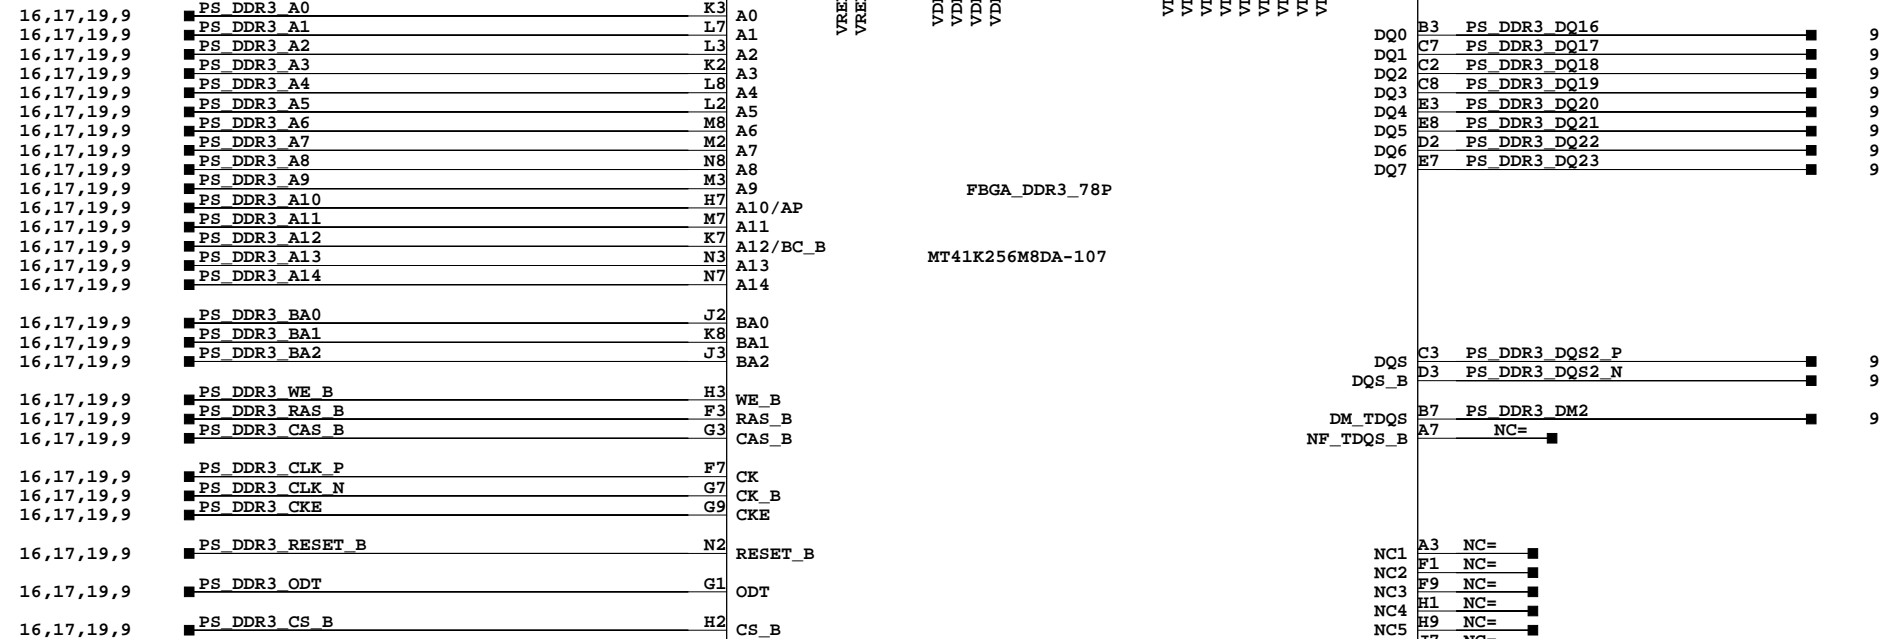 16,17,19,9 PS_DDR3_A0 K3 A0
16,17,19,9 PS_DDR3_A1 L7 A1
16,17,19,9 PS_DDR3_A2 L3 A2
16,17,19,9 PS_DDR3_A3 K2 A3
16,17,19,9 PS_DDR3_A4 L8 A4
16,17,19,9 PS_DDR3_A5 L2 A5
16,17,19,9 PS_DDR3_A6 M8 A6
16,17,19,9 PS_DDR3_A7 M2 A7
16,17,19,9 PS_DDR3_A8 N8 A8
16,17,19,9 PS_DDR3_A9 M3 A9
16,17,19,9 PS_DDR3_A10 H7 A10/AP
16,17,19,9 PS_DDR3_A11 M7 A11
16,17,19,9 PS_DDR3_A12 K7 A12/BC_B
16,17,19,9 PS_DDR3_A13 N3 A13
16,17,19,9 PS_DDR3_A14 N7 A14
16,17,19,9 PS_DDR3_BA0 J2 BA0
16,17,19,9 PS_DDR3_BA1 K8 BA1
16,17,19,9 PS_DDR3_BA2 J3 BA2
16,17,19,9 PS_DDR3_WE_B H3 WE_B
16,17,19,9 PS_DDR3_RAS_B F3 RAS_B
16,17,19,9 PS_DDR3_CAS_B G3 CAS_B
16,17,19,9 PS_DDR3_CLK_P F7 CK
16,17,19,9 PS_DDR3_CLK_N G7 CK_B
16,17,19,9 PS_DDR3_CKE G9 CKE
16,17,19,9 PS_DDR3_RESET_B N2 RESET_B
16,17,19,9 PS_DDR3_ODT G1 ODT
16,17,19,9 PS_DDR3_CS_B H2 CS_B
FBGA_DDR3_78P
MT41K256M8DA-107
DQ0 B3 PS_DDR3_DQ16 9
DQ1 C7 PS_DDR3_DQ17 9
DQ2 C2 PS_DDR3_DQ18 9
DQ3 C8 PS_DDR3_DQ19 9
DQ4 E3 PS_DDR3_DQ20 9
DQ5 E8 PS_DDR3_DQ21 9
DQ6 D2 PS_DDR3_DQ22 9
DQ7 E7 PS_DDR3_DQ23 9
DQS C3 PS_DDR3_DQS2_P 9
DQS_B D3 PS_DDR3_DQS2_N 9
DM_TDQS B7 PS_DDR3_DM2 9
NF_TDQS_B A7 NC=
NC1 A3 NC=
NC2 F1 NC=
NC3 F9 NC=
NC4 H1 NC=
NC5 H9 NC=